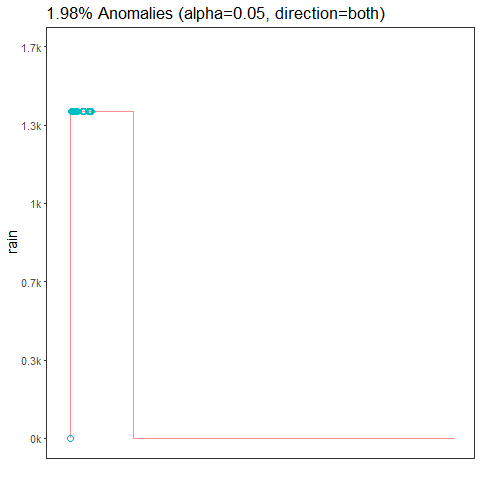 1.98% Anomalies (alpha=0.05, direction=both)
1.7k
1.3k
1k
0.7k
0.3k
0k
rain